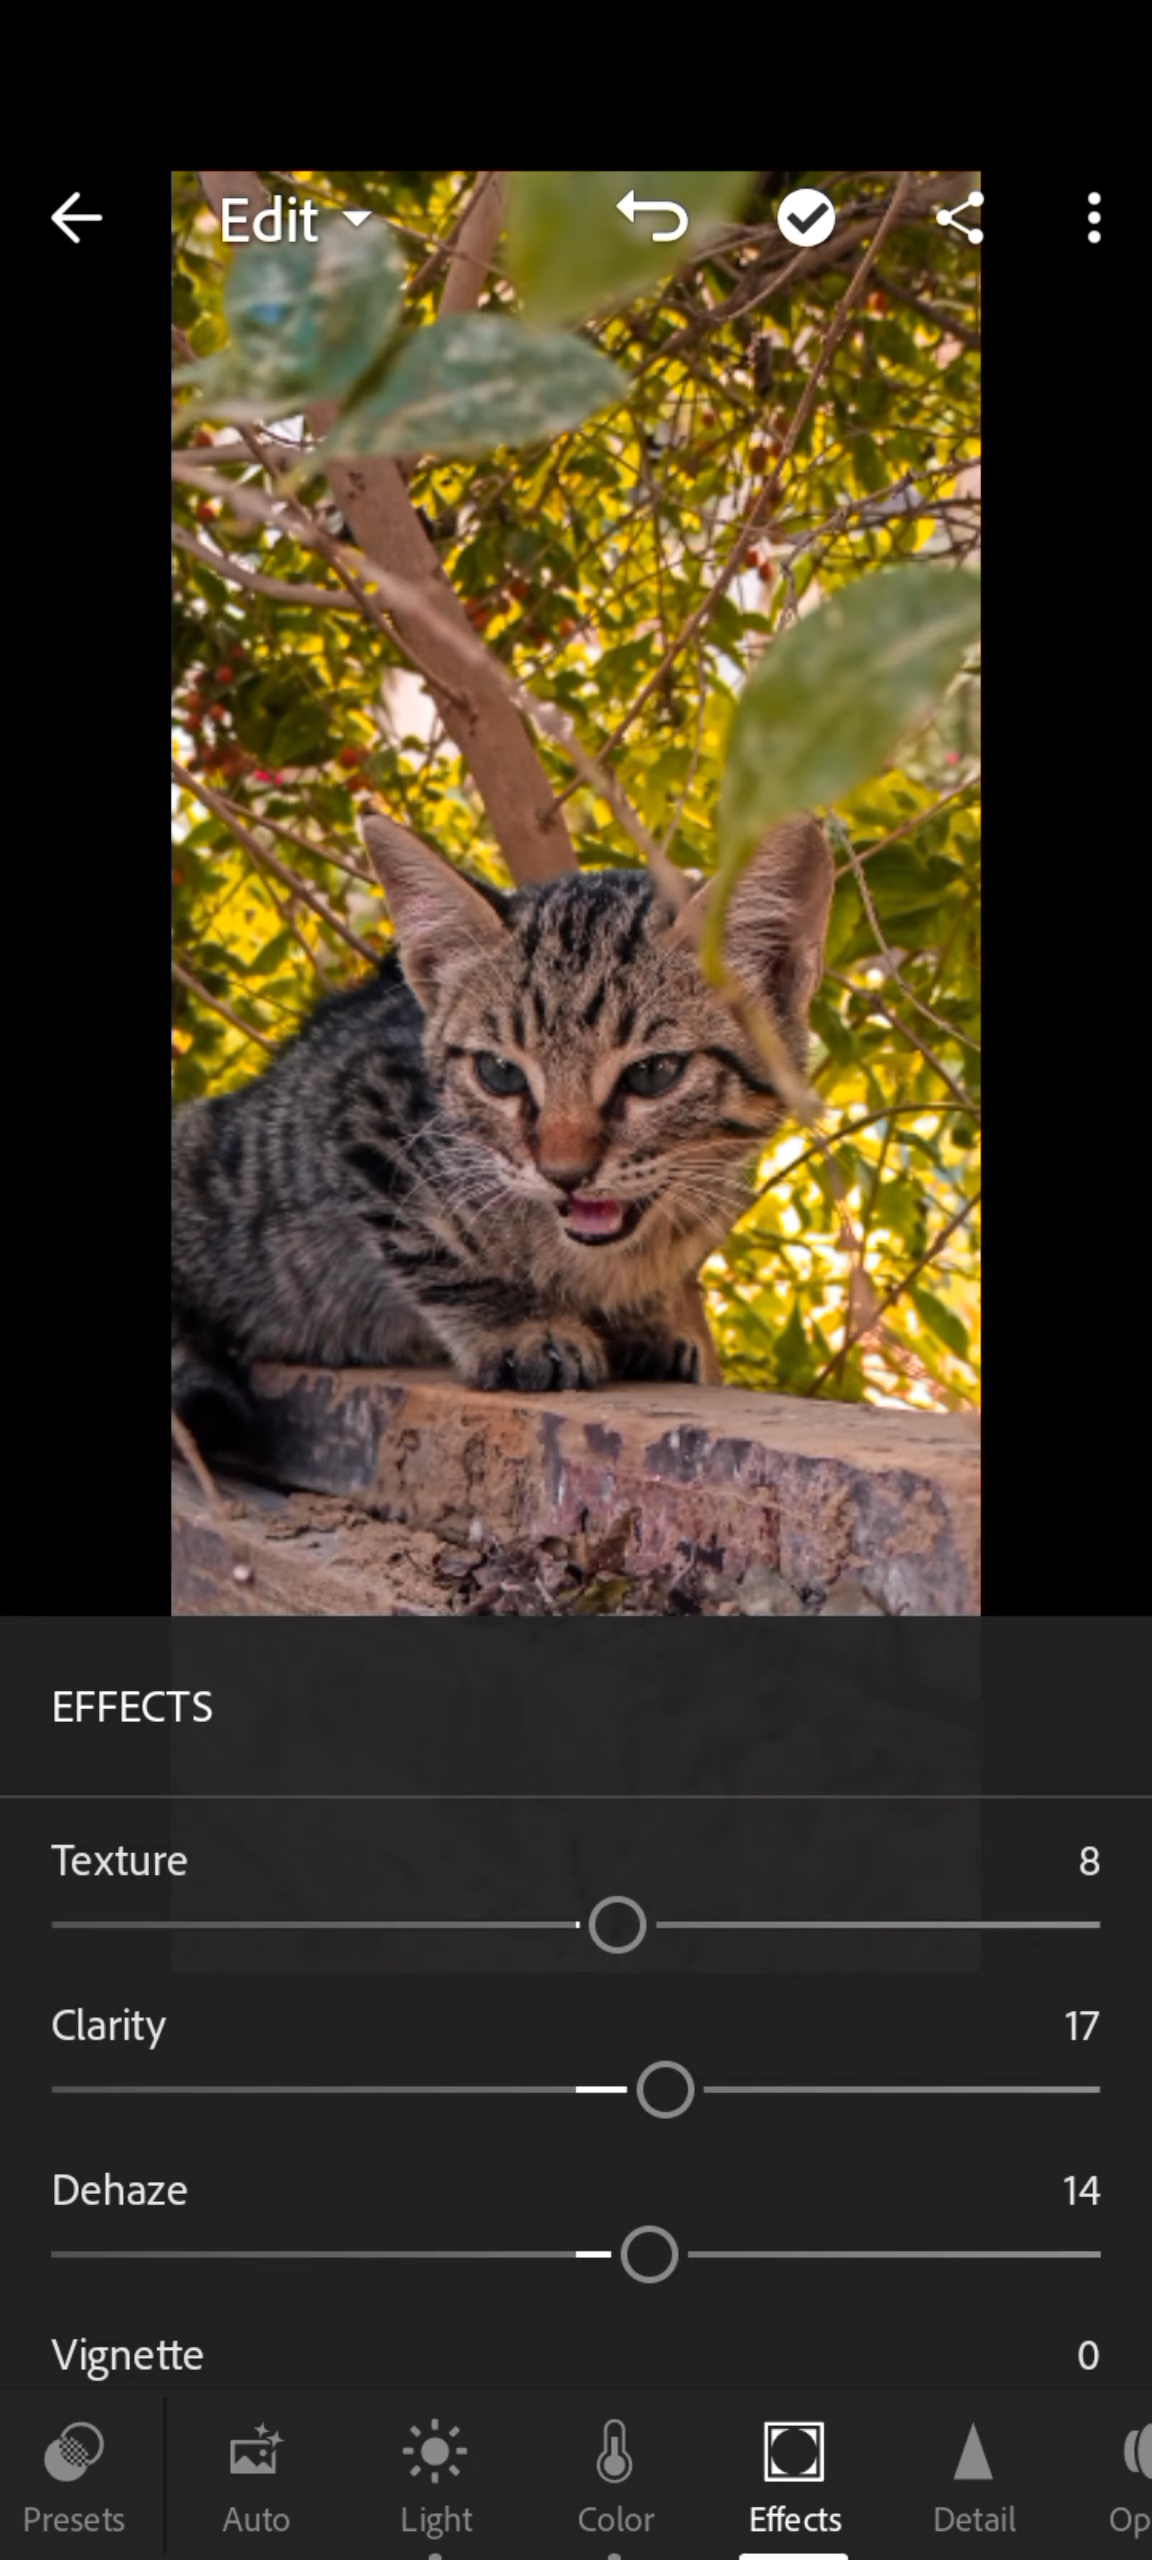 Edit
EFFECTS
Texture 8
Clarity 17
Dehaze 14
Vignette 0
Presets Auto Light Color Effects Detail Op